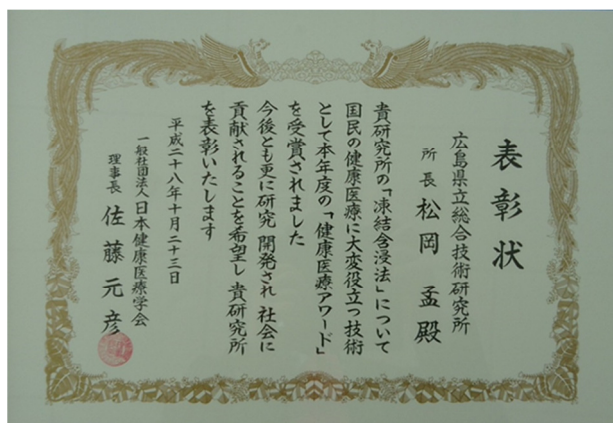 表彰状
広島県立総合技術研究所
所長 松岡 孟殿
貴研究所の「凍結含浸法」について
国民の健康医療に大変役立つ技術
として本年度の「健康医療アワード」
を受賞されました
今後とも更に研究 開発され 社会に
貢献されることを希望し 貴研究所
を表彰いたします
平成二十八年十月二十三日
一般社団法人日本健康医療学会
理事長 佐藤元彦